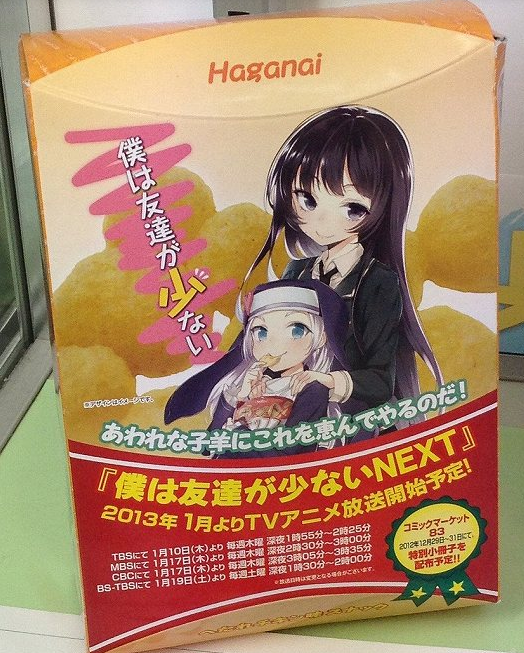 Haganai
僕は友達が少ない
※デザインはイメージです。
あわれな子羊にこれを恵んでやるのだ!
『僕は友達が少ないNEXT』
2013年1月よりTVアニメ放送開始予定!
TBSにて 1月10日(木)より 毎週木曜 深夜1時55分~2時25分
MBSにて 1月17日(木)より 毎週木曜 深夜2時30分~3時00分
CBCにて 1月17日(木)より 毎週木曜 深夜3時05分~3時35分
BS-TBSにて 1月19日(土)より 毎週土曜 深夜1時30分~2時00分
※放送日時は変更となる場合がございます。
コミックマーケット
83
2012年12月29日~31日にて、
特別小冊子を
配布予定!!